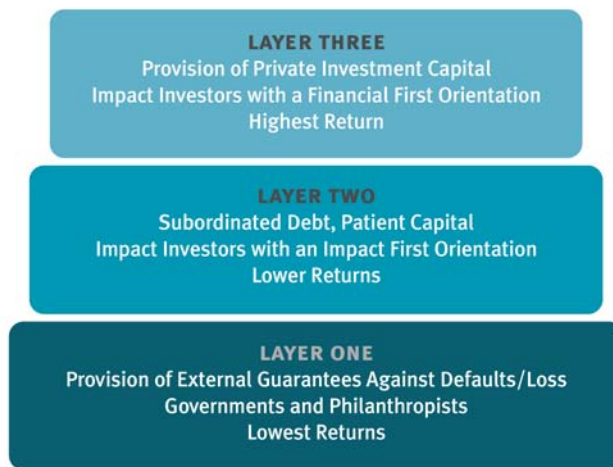 LAYER THREE
Provision of Private Investment Capital
Impact Investors with a Financial First Orientation
Highest Return
LAYER TWO
Subordinated Debt, Patient Capital
Impact Investors with an Impact First Orientation
Lower Returns
LAYER ONE
Provision of External Guarantees Against Defaults/Loss
Governments and Philanthropists
Lowest Returns